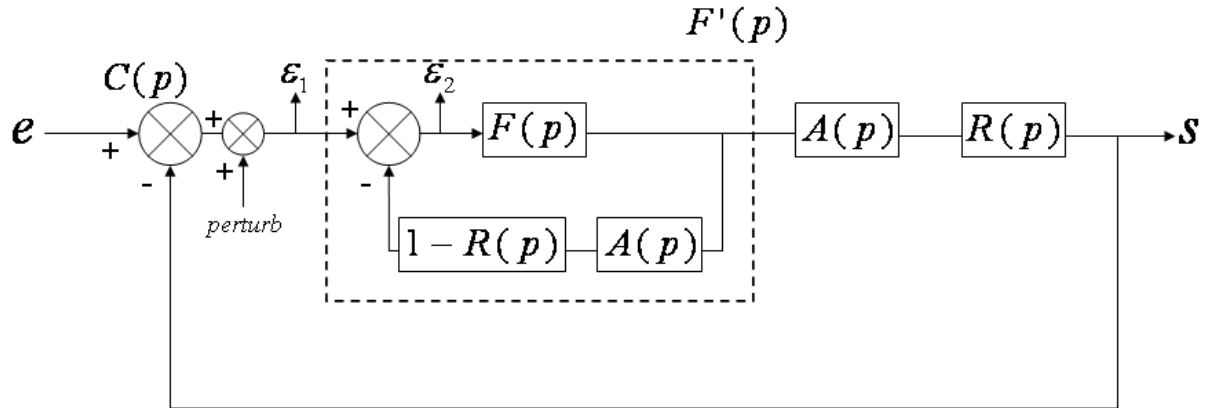 F'(p)
C(p)
ε₁
ε₂
e
+
+
-
+
+
perturb
+
-
F(p)
A(p)
R(p)
s
1 − R(p)
A(p)